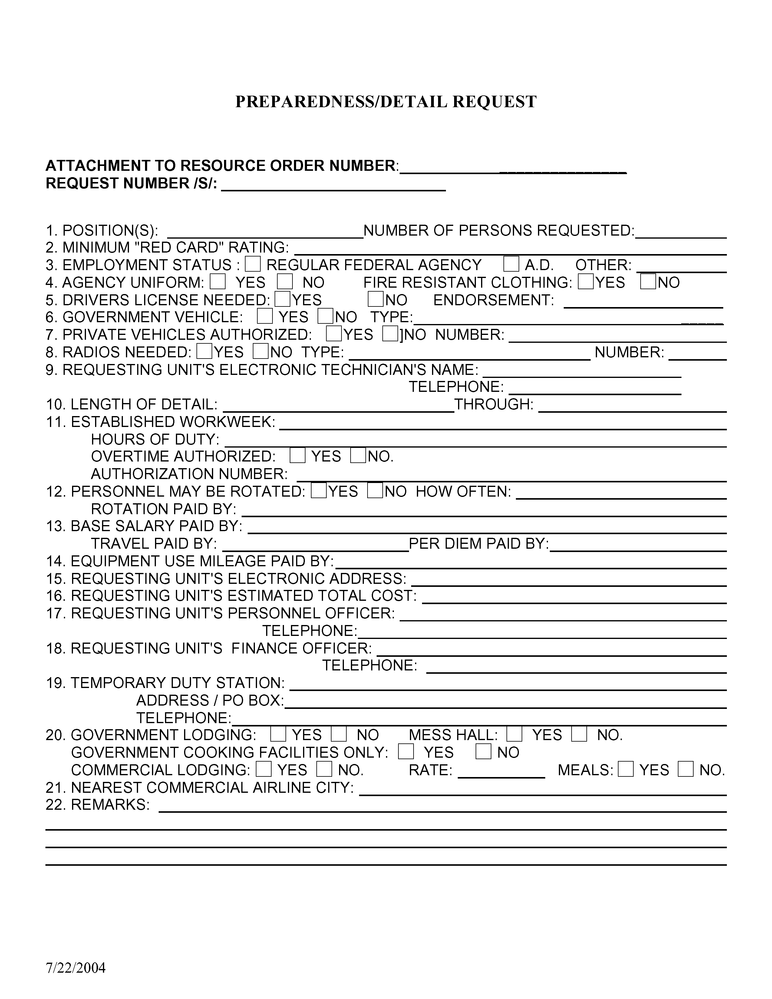 PREPAREDNESS/DETAIL REQUEST
ATTACHMENT TO RESOURCE ORDER NUMBER:
REQUEST NUMBER /S/:
1. POSITION(S): NUMBER OF PERSONS REQUESTED:
2. MINIMUM "RED CARD" RATING:
3. EMPLOYMENT STATUS : REGULAR FEDERAL AGENCY A.D. OTHER:
4. AGENCY UNIFORM: YES NO FIRE RESISTANT CLOTHING: YES NO
5. DRIVERS LICENSE NEEDED: YES NO ENDORSEMENT:
6. GOVERNMENT VEHICLE: YES NO TYPE:
7. PRIVATE VEHICLES AUTHORIZED: YES ]NO NUMBER:
8. RADIOS NEEDED: YES NO TYPE: NUMBER:
9. REQUESTING UNIT'S ELECTRONIC TECHNICIAN'S NAME:
TELEPHONE:
10. LENGTH OF DETAIL: THROUGH:
11. ESTABLISHED WORKWEEK:
HOURS OF DUTY:
OVERTIME AUTHORIZED: YES NO.
AUTHORIZATION NUMBER:
12. PERSONNEL MAY BE ROTATED: YES NO HOW OFTEN:
ROTATION PAID BY:
13. BASE SALARY PAID BY:
TRAVEL PAID BY: PER DIEM PAID BY:
14. EQUIPMENT USE MILEAGE PAID BY:
15. REQUESTING UNIT'S ELECTRONIC ADDRESS:
16. REQUESTING UNIT'S ESTIMATED TOTAL COST:
17. REQUESTING UNIT'S PERSONNEL OFFICER:
TELEPHONE:
18. REQUESTING UNIT'S FINANCE OFFICER:
TELEPHONE:
19. TEMPORARY DUTY STATION:
ADDRESS / PO BOX:
TELEPHONE:
20. GOVERNMENT LODGING: YES NO MESS HALL: YES NO.
GOVERNMENT COOKING FACILITIES ONLY: YES NO
COMMERCIAL LODGING: YES NO. RATE: MEALS: YES NO.
21. NEAREST COMMERCIAL AIRLINE CITY:
22. REMARKS:
7/22/2004